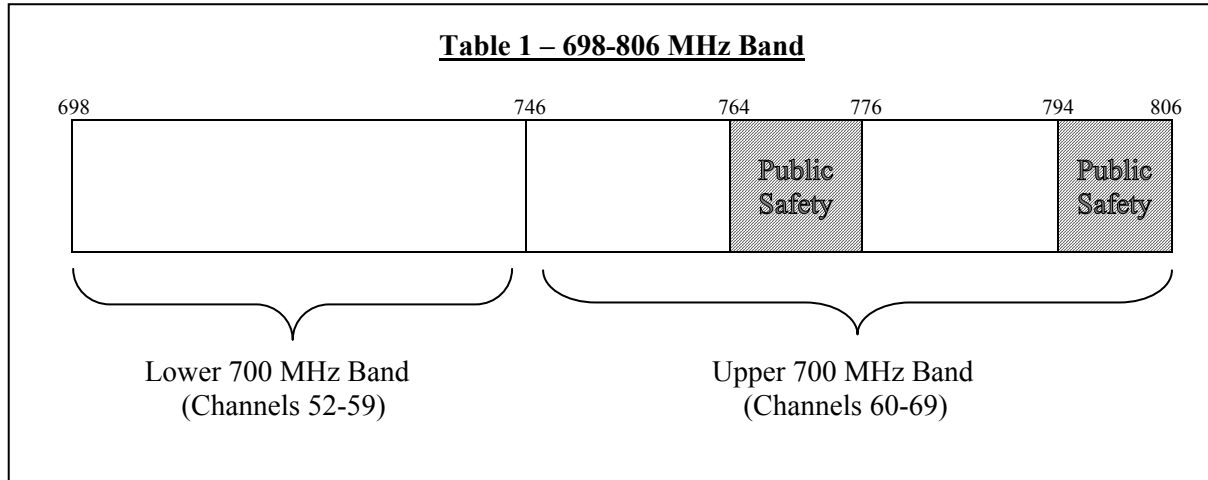 Table 1 – 698-806 MHz Band
698 746 764 776 794 806
Public Public
Safety Safety
Lower 700 MHz Band Upper 700 MHz Band
(Channels 52-59) (Channels 60-69)